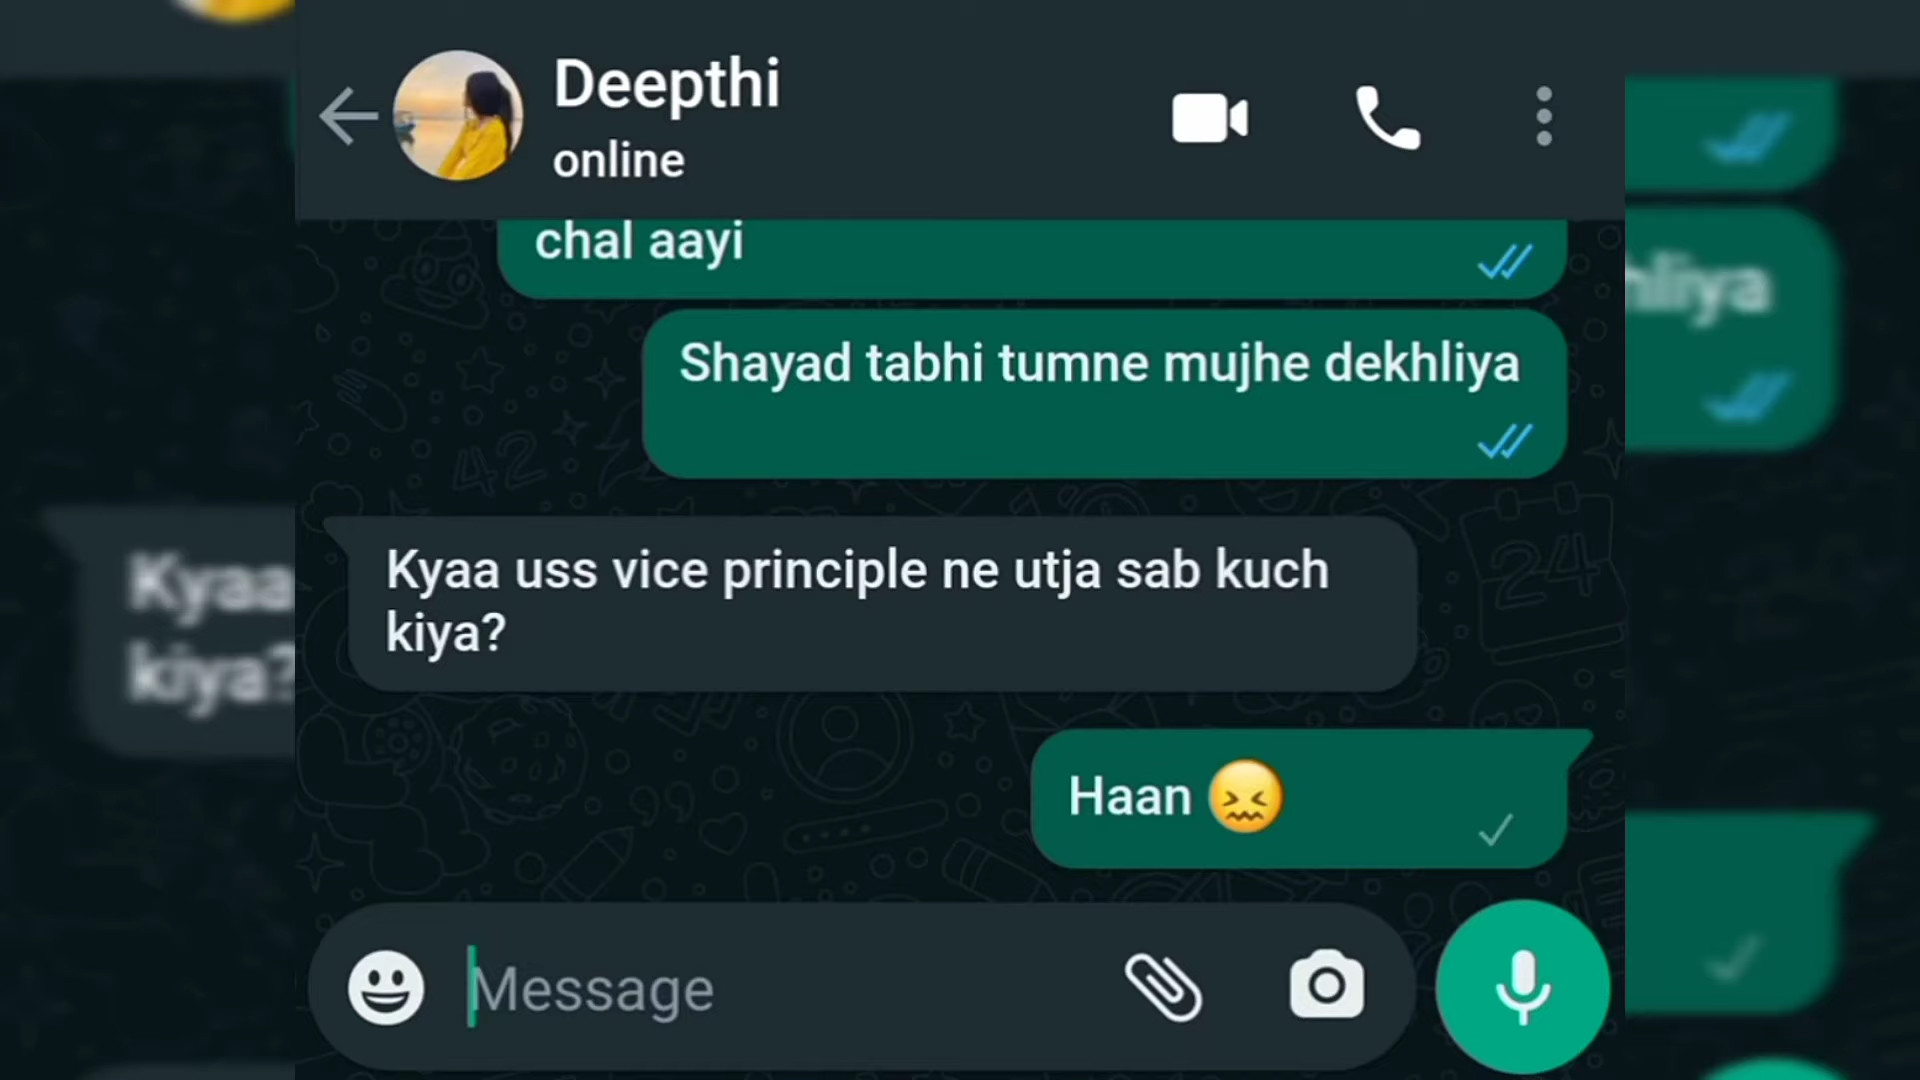 Deepthi
online
chal aayi
Shayad tabhi tumne mujhe dekhliya
Kyaa uss vice principle ne utja sab kuch
kiya?
Haan 😖
Message